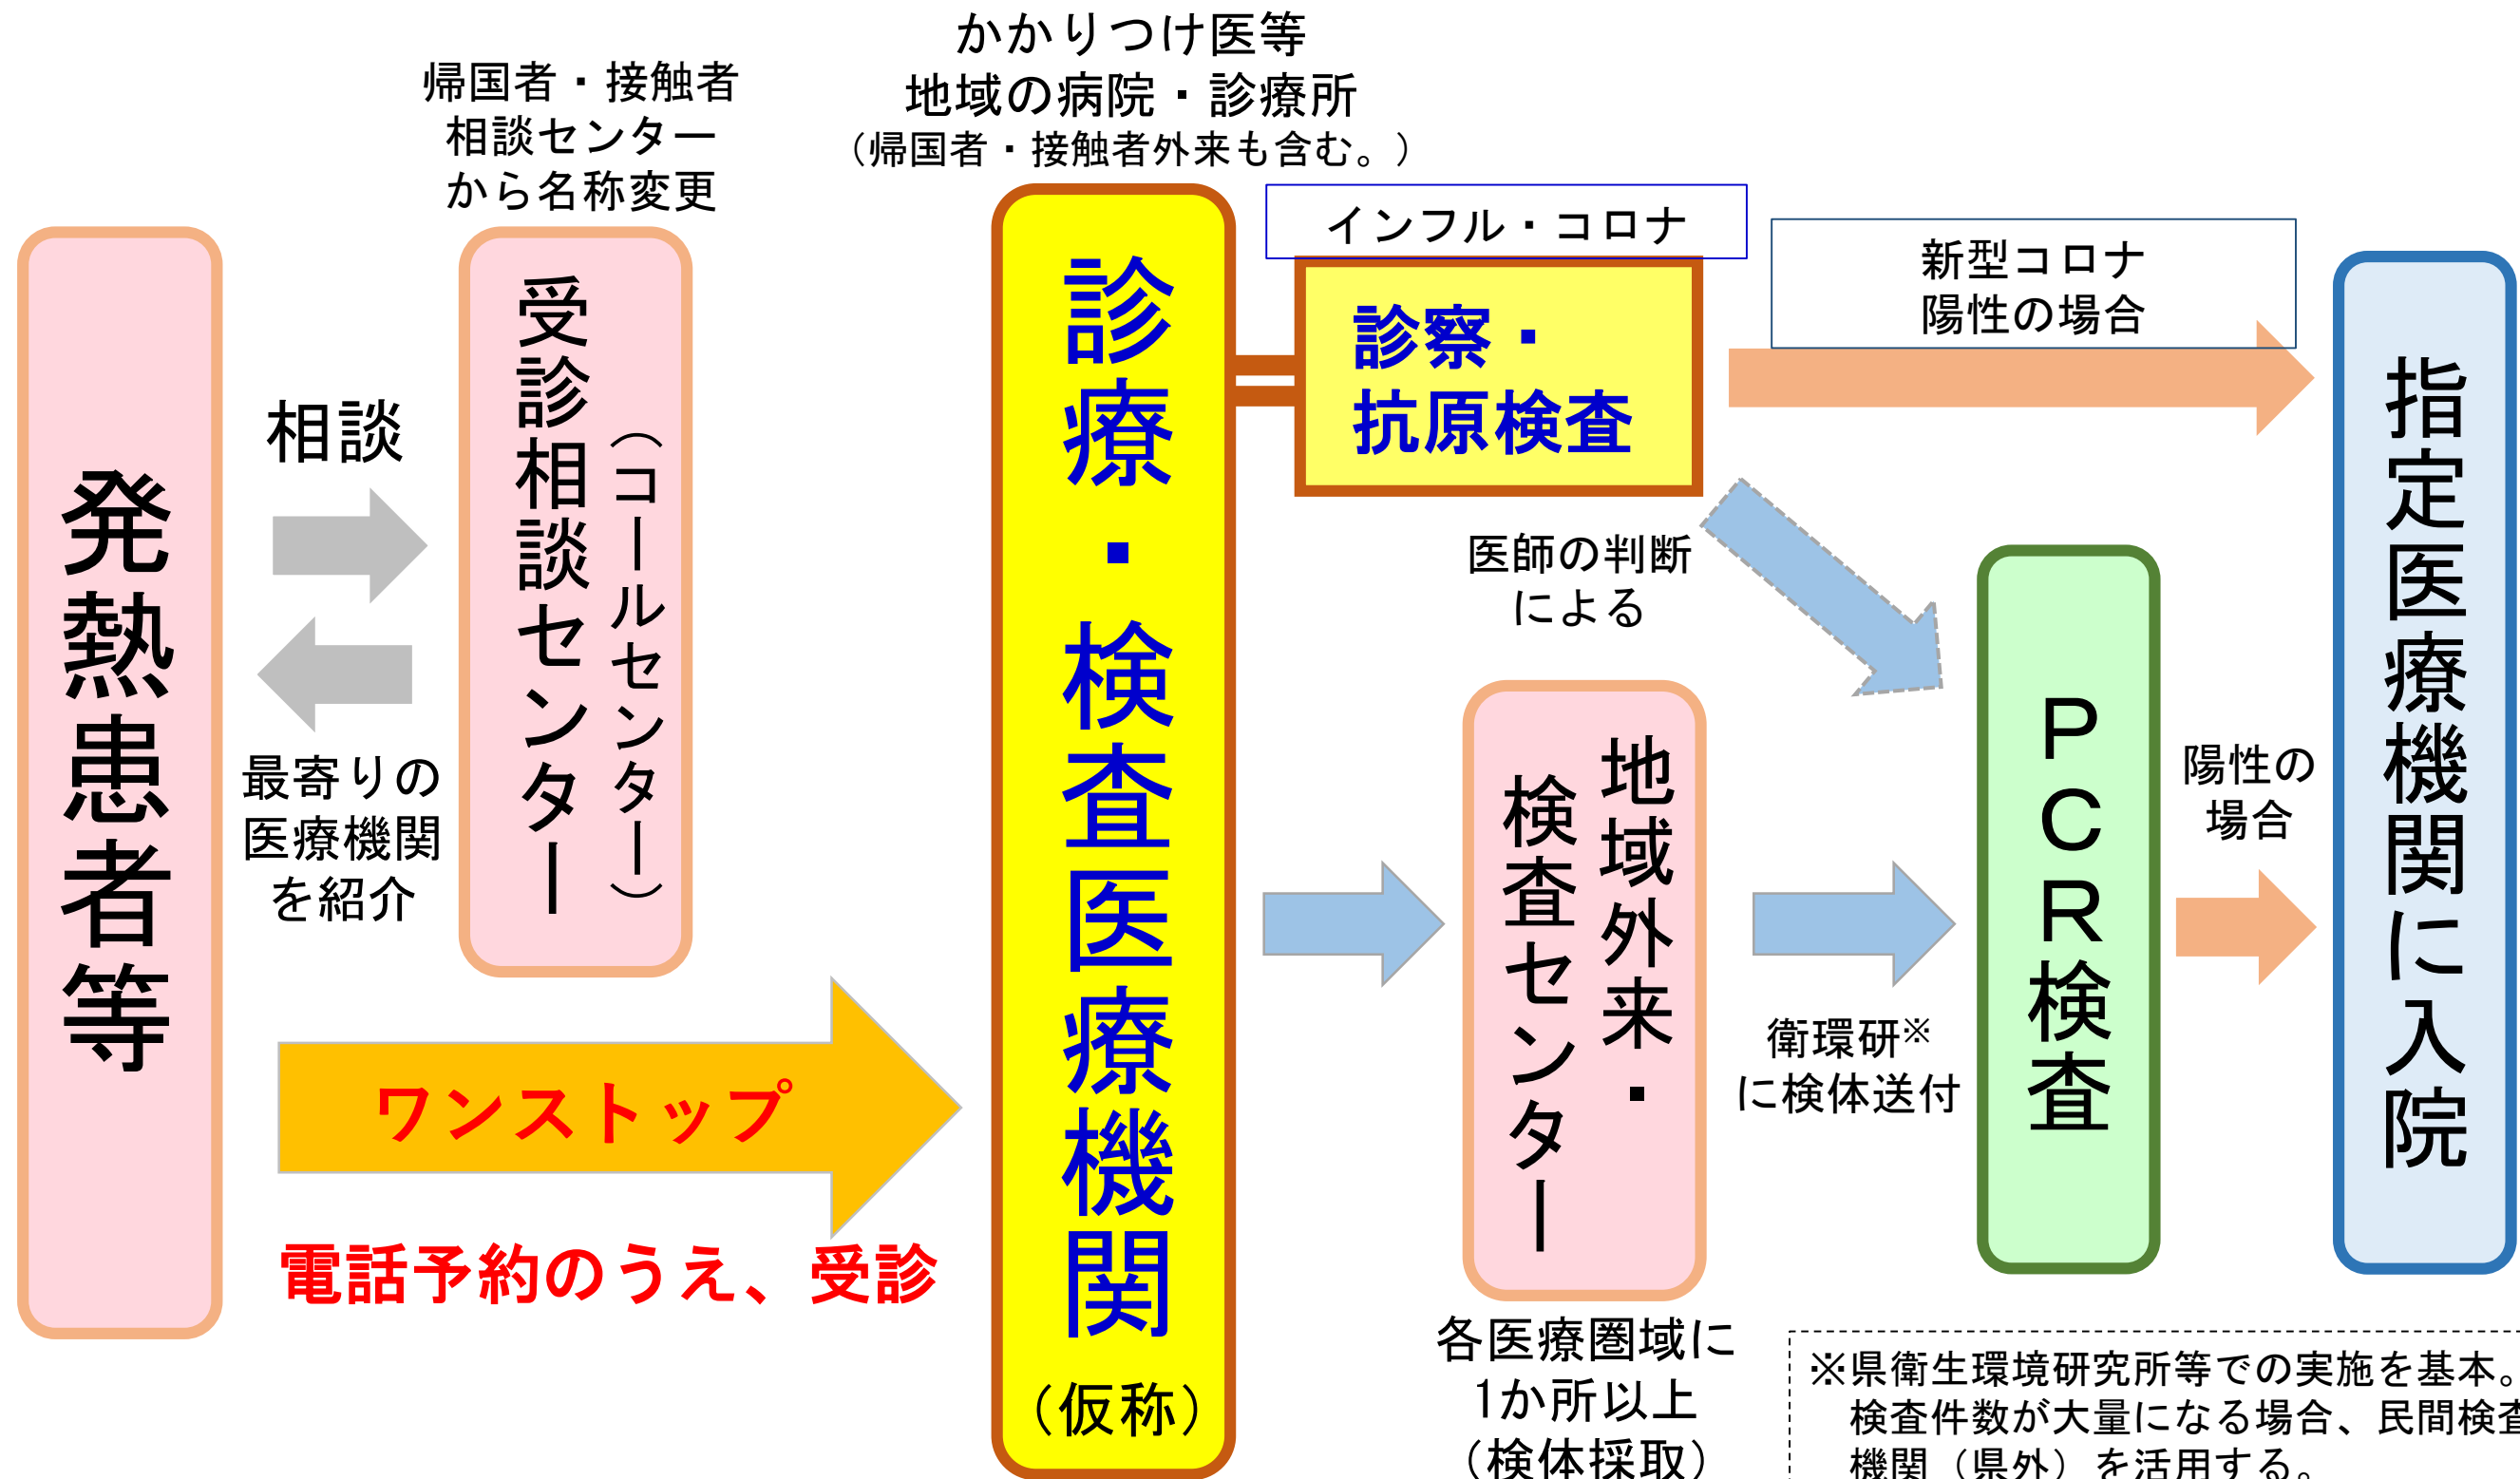 発熱患者等
相談
最寄りの
医療機関
を紹介
帰国者・接触者
相談センター
から名称変更
受診相談センター
（コールセンター）
ワンストップ
電話予約のうえ、受診
かかりつけ医等
地域の病院・診療所
（帰国者・接触者外来も含む。）
診療・検査医療機関
（仮称）
インフル・コロナ
診察・
抗原検査
新型コロナ
陽性の場合
医師の判断
による
地域外来・
検査センター
各医療圏域に
1か所以上
（検体採取）
衛環研※
に検体送付
ＰＣＲ検査
陽性の
場合
指定医療機関に入院
※県衛生環境研究所等での実施を基本。
検査件数が大量になる場合、民間検査
機関（県外）を活用する。